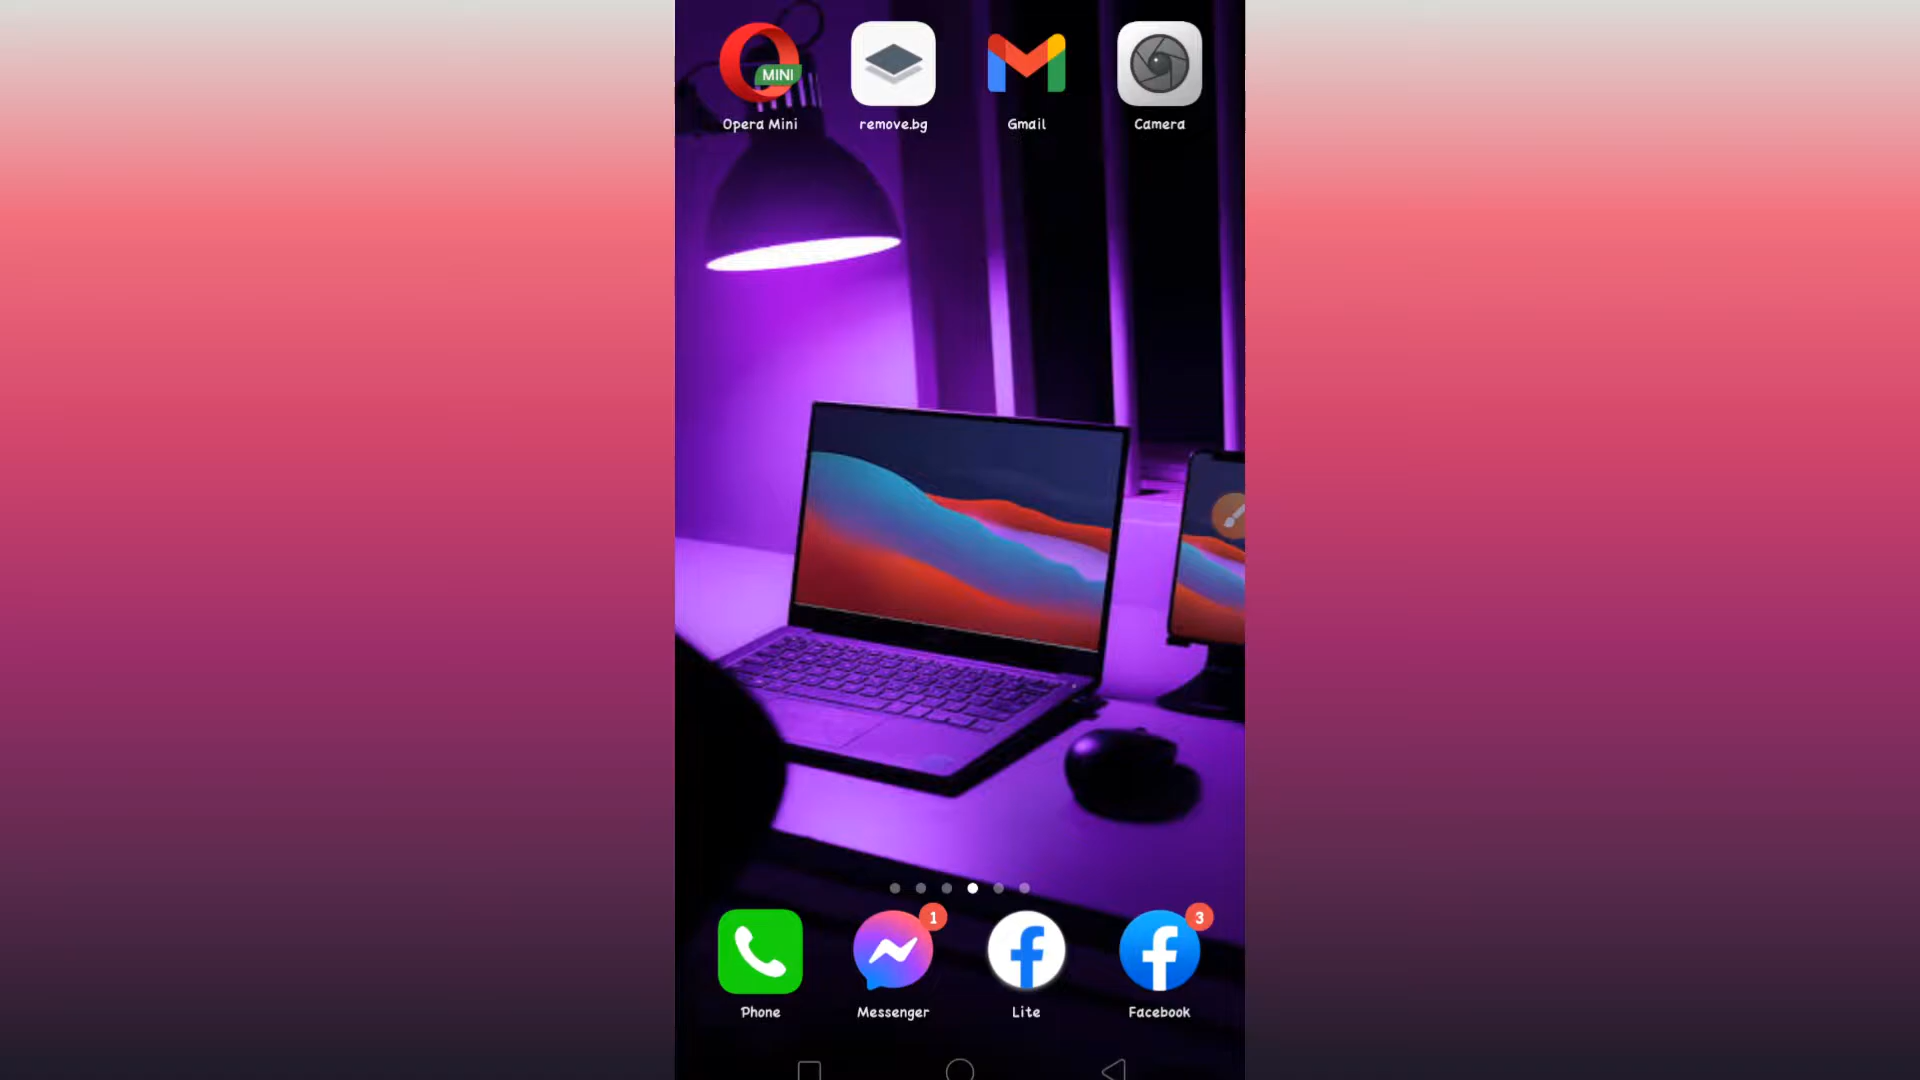 MINI
Opera Mini
remove.bg
Gmail
Camera
1
3
Phone
Messenger
Lite
Facebook